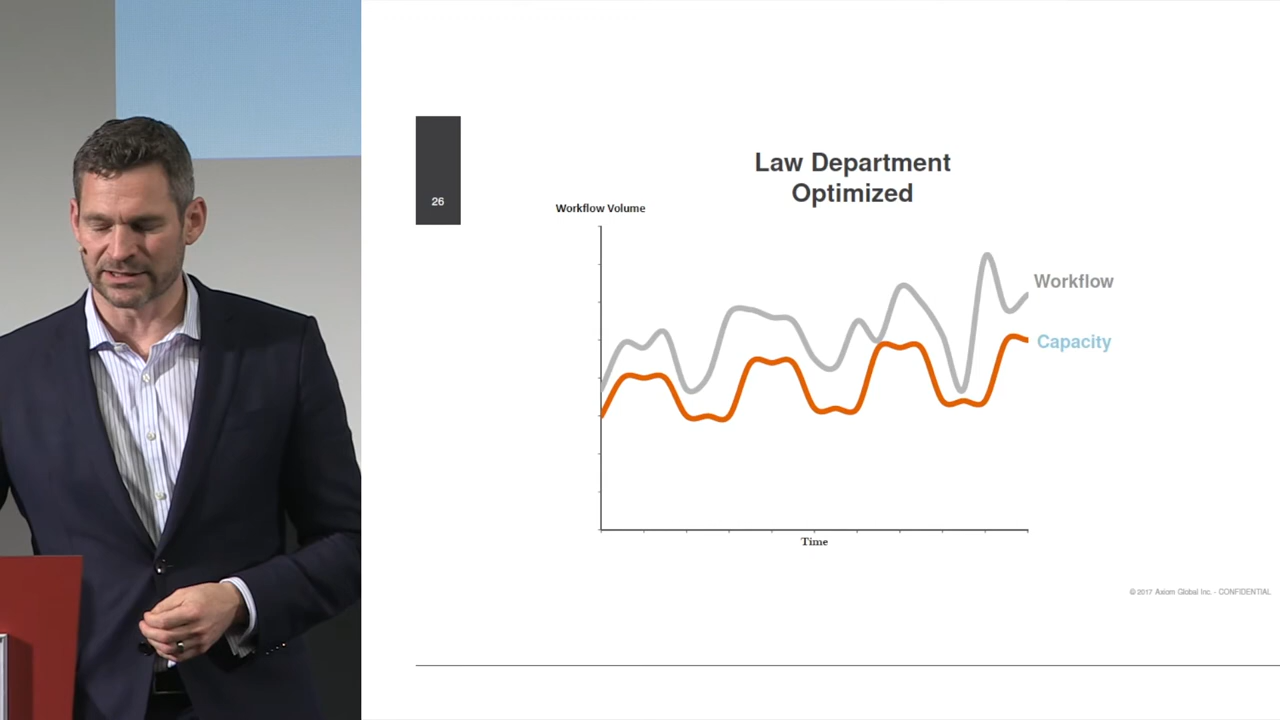 26
Law Department
Optimized
Workflow Volume
Workflow
Capacity
Time
© 2017 Axiom Global Inc. - CONFIDENTIAL